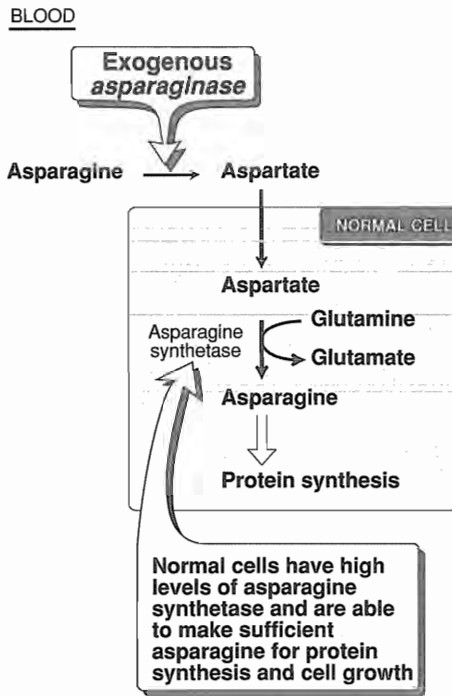 BLOOD
Exogenous
asparaginase
Asparagine
Aspartate
NORMAL CELL
Aspartate
Asparagine
synthetase
Glutamine
Glutamate
Asparagine
Protein synthesis
Normal cells have high
levels of asparagine
synthetase and are able
to make sufficient
asparagine for protein
synthesis and cell growth